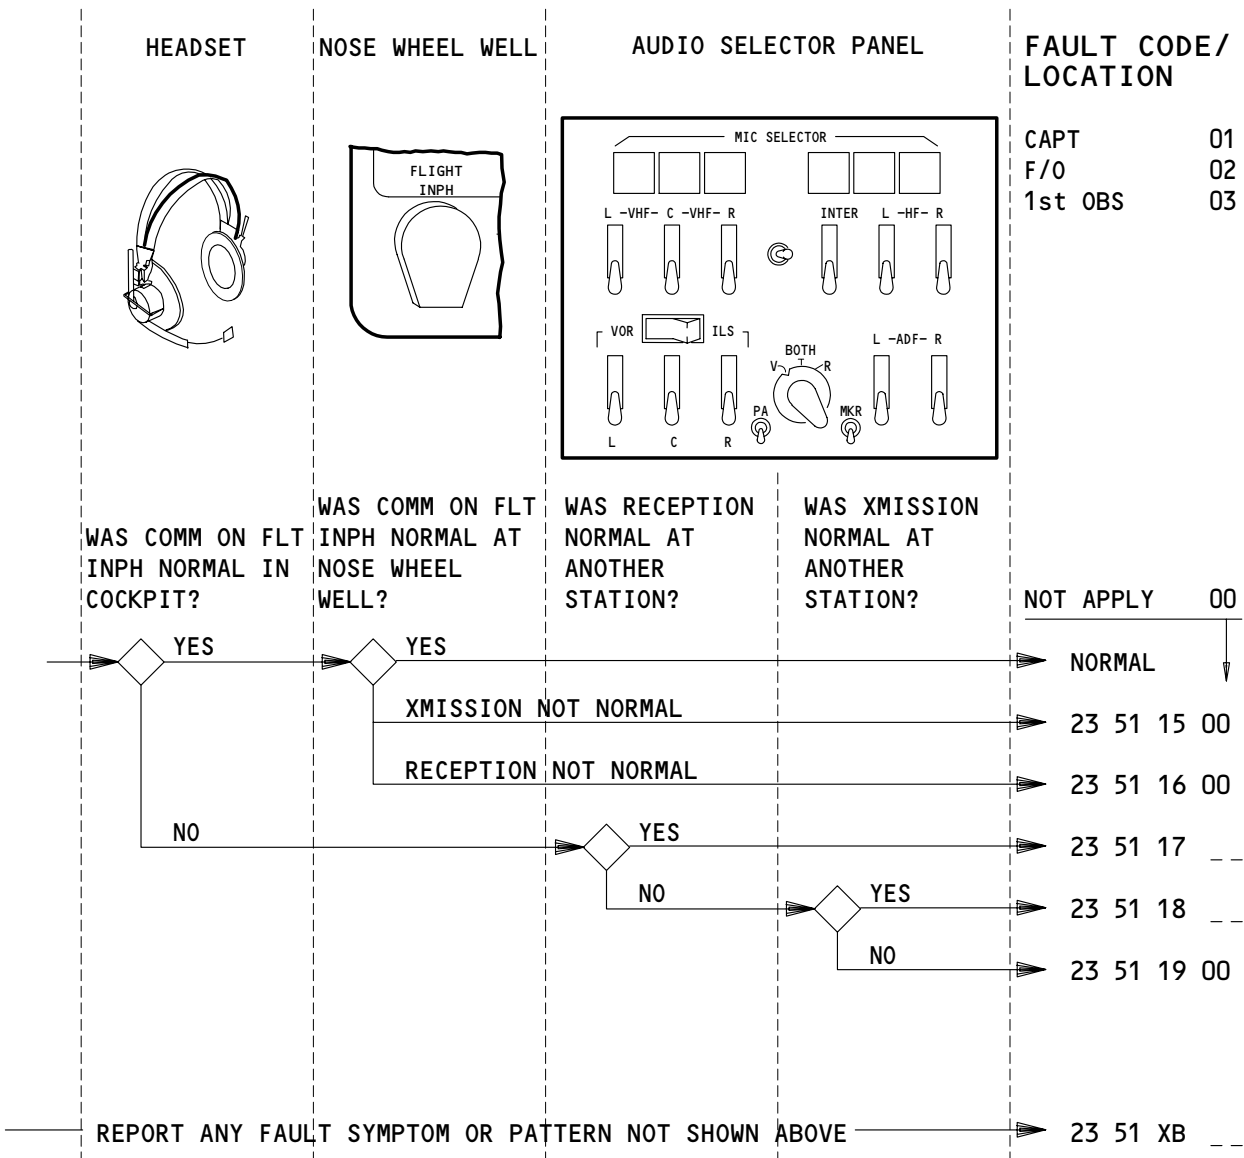 HEADSET
NOSE WHEEL WELL
AUDIO SELECTOR PANEL
FAULT CODE/
LOCATION
CAPT 01
F/O 02
1st OBS 03
FLIGHT
INPH
MIC SELECTOR
L -VHF- C -VHF- R
INTER
L -HF- R
VOR
ILS
L -ADF- R
BOTH
V
R
PA
MKR
L
C
R
WAS COMM ON FLT
INPH NORMAL IN
COCKPIT?
WAS COMM ON FLT
INPH NORMAL AT
NOSE WHEEL
WELL?
WAS RECEPTION
NORMAL AT
ANOTHER
STATION?
WAS XMISSION
NORMAL AT
ANOTHER
STATION?
NOT APPLY 00
YES
YES
NORMAL
XMISSION NOT NORMAL
23 51 15 00
RECEPTION NOT NORMAL
23 51 16 00
NO
YES
23 51 17 _ _
NO
YES
23 51 18 _ _
NO
23 51 19 00
REPORT ANY FAULT SYMPTOM OR PATTERN NOT SHOWN ABOVE
23 51 XB _ _